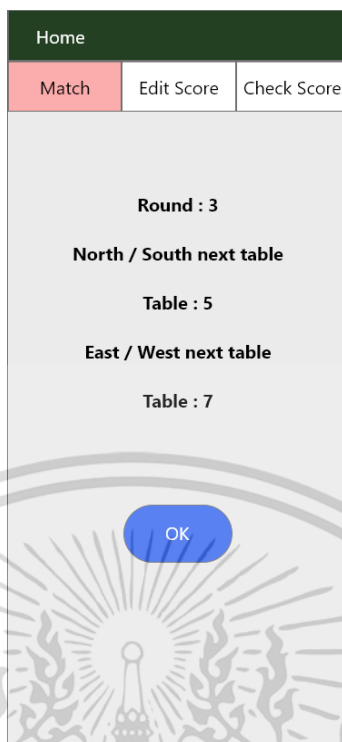 Home
Match Edit Score Check Score
Round : 3
North / South next table
Table : 5
East / West next table
Table : 7
OK